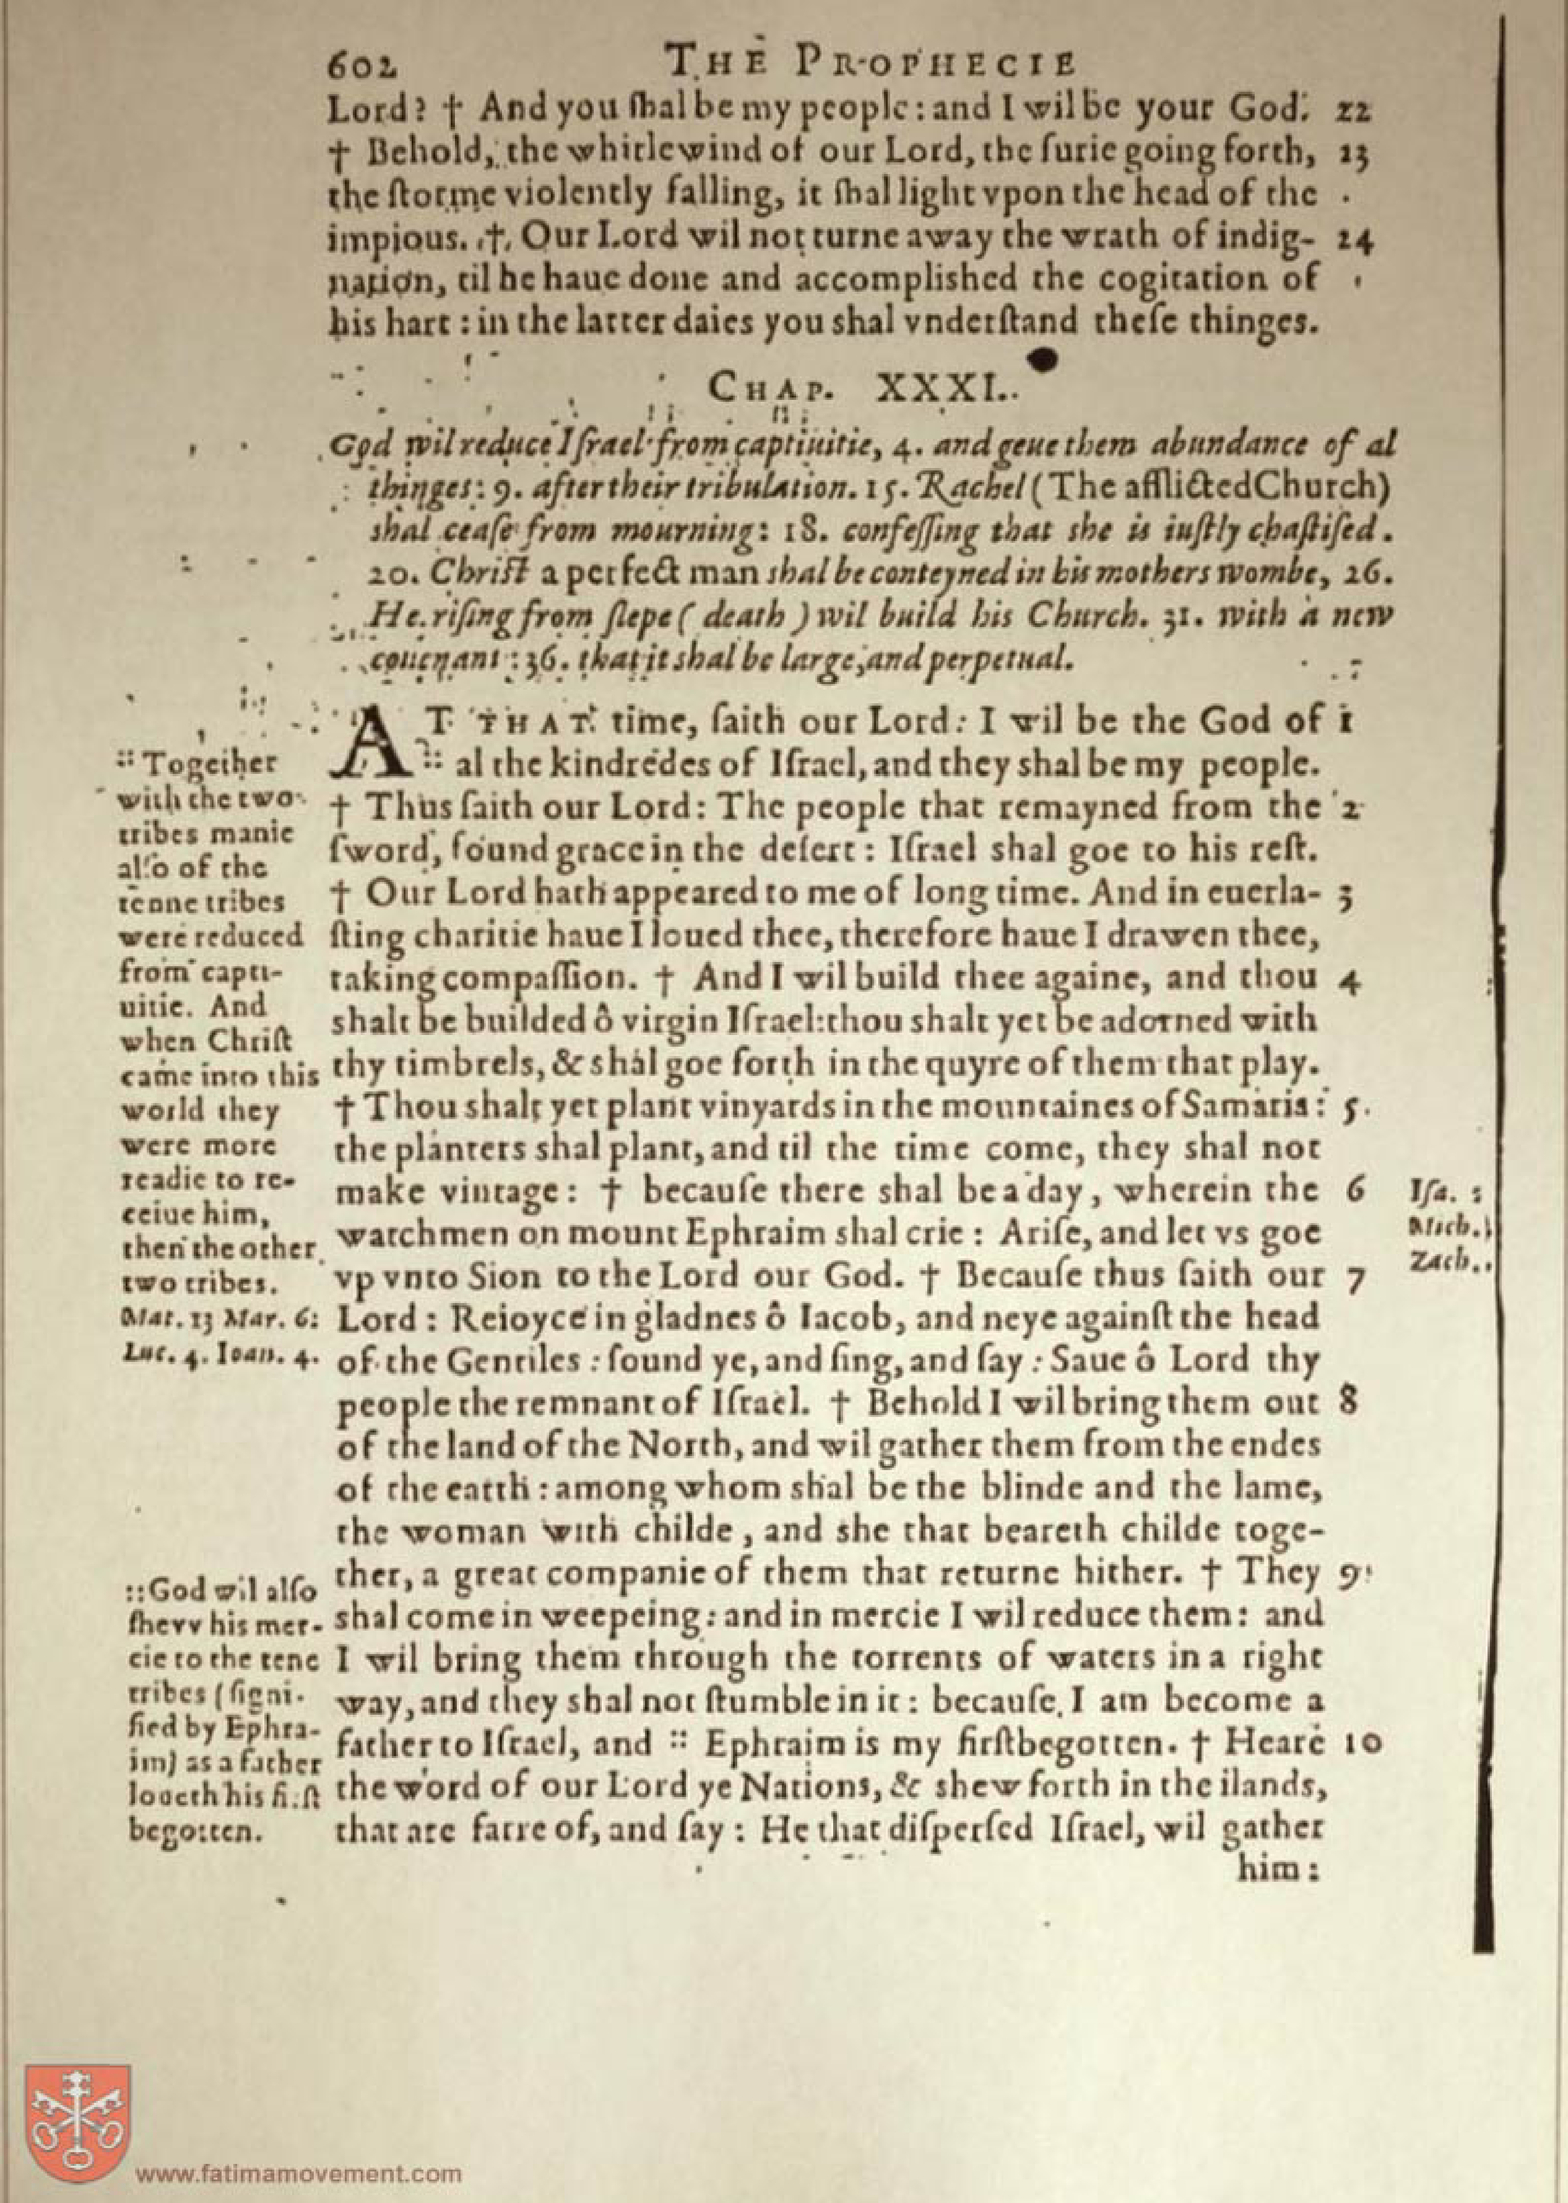 602 THE PROPHECIE
Lord? † And you ſhal be my people: and I wil be your God. 22
† Behold, the whirlewind of our Lord, the furie going forth, 23
the ſtorme violently falling, it ſhal light vpon the head of the
impious. † Our Lord wil not turne away the wrath of indig- 24
nation, til he haue done and accomplished the cogitation of
his hart: in the latter daies you shal vnderſtand theſe thinges.
CHAP. XXXI.
God wil reduce Iſrael from captiuitie, 4. and geue them abundance of al
thinges: 9. after their tribulation. 15. Rachel (The afflicted Church)
shal ceaſe from mourning: 18. confeſſing that she is iuſtly chaſtiſed.
20. Chriſt a perfect man shal be conteyned in his mothers wombe, 26.
He riſing from ſlepe (death) wil build his Church. 31. with a new
couenant: 36. that it shal be large, and perpetual.
AT THAT time, ſaith our Lord: I wil be the God of 1
:: al the kindredes of Iſrael, and they shal be my people.
† Thus ſaith our Lord: The people that remayned from the 2
ſword, found grace in the deſert: Iſrael shal goe to his reſt.
† Our Lord hath appeared to me of long time. And in euerla- 3
ſting charitie haue I loued thee, therefore haue I drawen thee,
taking compaſſion. † And I wil build thee againe, and thou 4
shalt be builded ô virgin Iſrael: thou shalt yet be adorned with
thy timbrels, & shal goe forth in the quyre of them that play.
† Thou shalt yet plant vinyards in the mountaines of Samaria: 5.
the planters shal plant, and til the time come, they shal not
make vintage: † becauſe there shal be a day, wherein the 6
watchmen on mount Ephraim shal crie: Ariſe, and let vs goe
vp vnto Sion to the Lord our God. † Becauſe thus ſaith our 7
Lord: Reioyce in gladnes ô Iacob, and neye againſt the head
of the Gentiles: ſound ye, and ſing, and ſay: Saue ô Lord thy
people the remnant of Iſrael. † Behold I wil bring them out 8
of the land of the North, and wil gather them from the endes
of the earth: among whom shal be the blinde and the lame,
the woman with childe, and she that beareth childe toge-
ther, a great companie of them that returne hither. † They 9
shal come in weepeing: and in mercie I wil reduce them: and
I wil bring them through the torrents of waters in a right
way, and they shal not ſtumble in it: becauſe I am become a
father to Iſrael, and :: Ephraim is my firſtbegotten. † Heare 10
the word of our Lord ye Nations, & shew forth in the ilands,
that are farre of, and ſay: He that diſperſed Iſrael, wil gather
him:
:: Together
with the two
tribes manie
alſo of the
tenne tribes
were reduced
from capti-
uitie. And
when Chriſt
came into this
world they
were more
readie to re-
ceiue him,
then the other
two tribes.
Mat. 13 Mar. 6:
Luc. 4. Ioan. 4.
:: God wil alſo
ſhevv his mer-
cie to the tene
tribes (ſigni-
fied by Ephra-
im) as a father
loueth his firſt
begotten.
Iſa.
Mich.
Zach.
www.fatimamovement.com